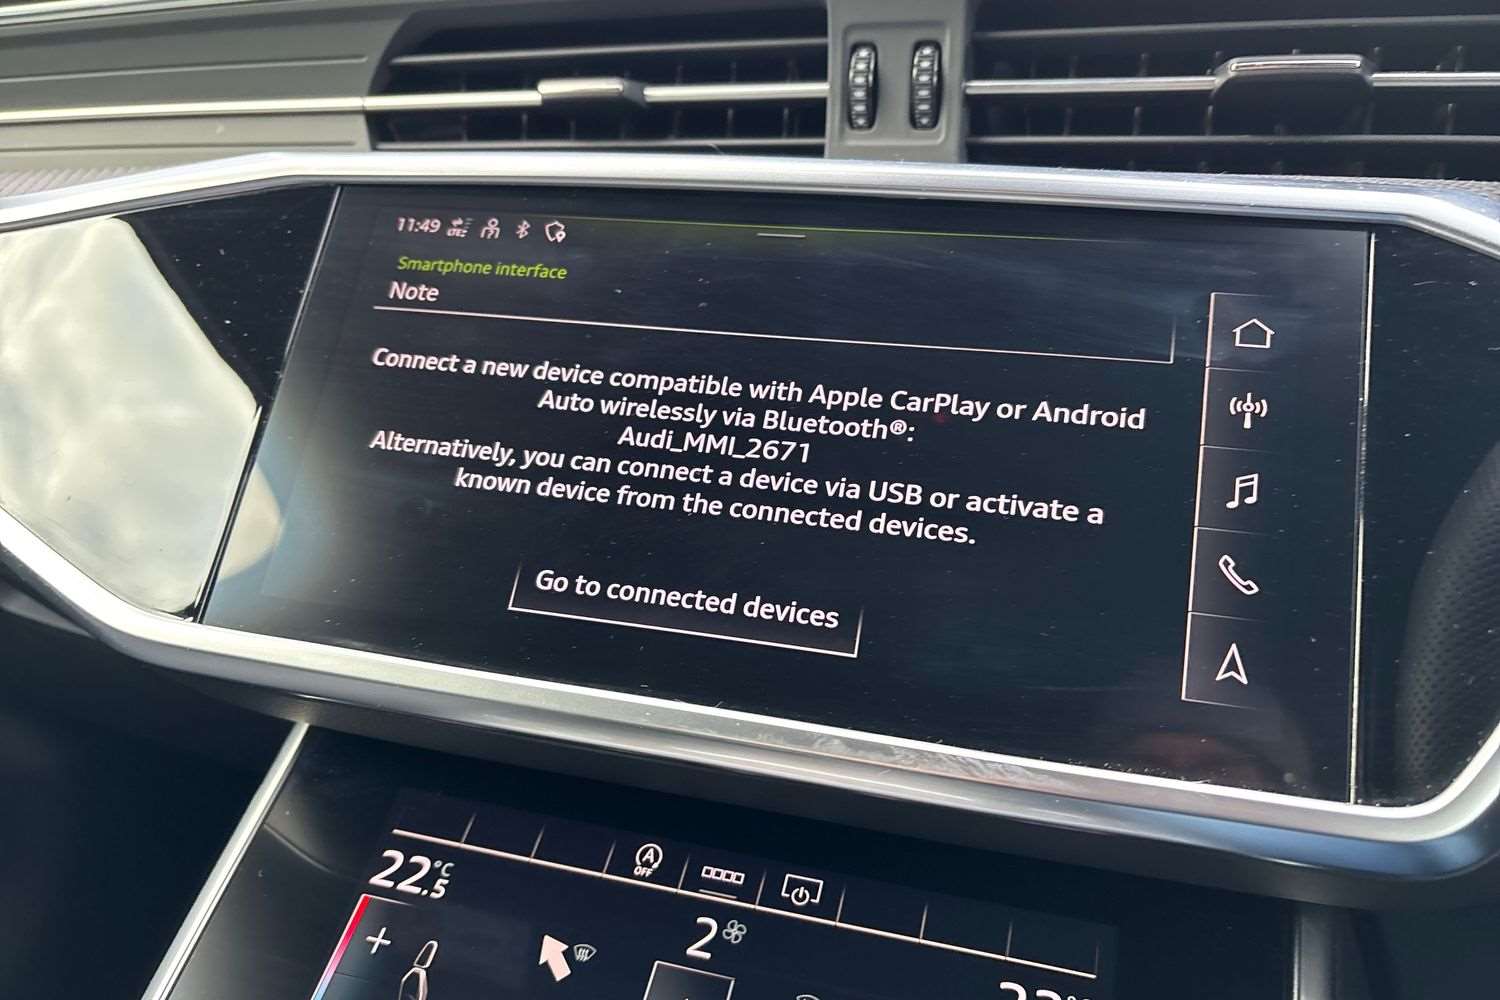 11:49 LTE
Smartphone interface
Note
Connect a new device compatible with Apple CarPlay or Android
Auto wirelessly via Bluetooth®:
Audi_MMI_2671
Alternatively, you can connect a device via USB or activate a
known device from the connected devices.
Go to connected devices
A
OFF
22.5 °C
2